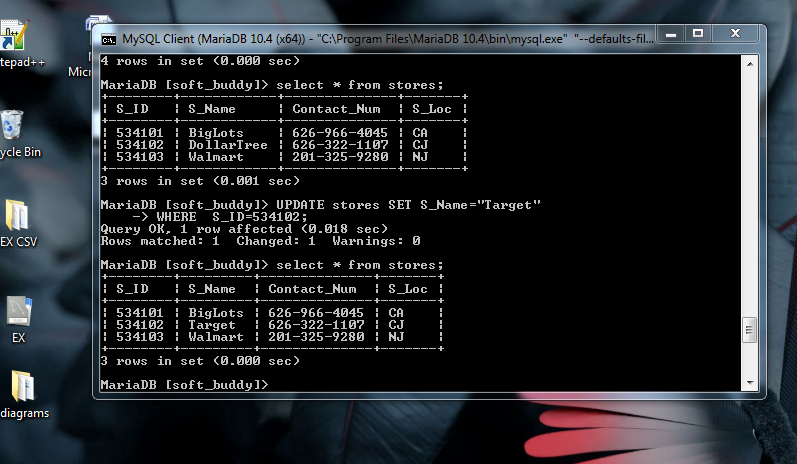 MySQL Client (MariaDB 10.4 (x64)) - "C:\Program Files\MariaDB 10.4\bin\mysql.exe" "--defaults-fil...
4 rows in set (0.000 sec)
MariaDB [soft_buddy]> select * from stores;
+--------+------------+--------------+-------+
| S_ID | S_Name | Contact_Num | S_Loc |
+--------+------------+--------------+-------+
| 534101 | BigLots | 626-966-4045 | CA |
| 534102 | DollarTree | 626-322-1107 | CJ |
| 534103 | Walmart | 201-325-9280 | NJ |
+--------+------------+--------------+-------+
3 rows in set (0.001 sec)
MariaDB [soft_buddy]> UPDATE stores SET S_Name="Target"
-> WHERE S_ID=534102;
Query OK, 1 row affected (0.018 sec)
Rows matched: 1 Changed: 1 Warnings: 0
MariaDB [soft_buddy]> select * from stores;
+--------+---------+--------------+-------+
| S_ID | S_Name | Contact_Num | S_Loc |
+--------+---------+--------------+-------+
| 534101 | BigLots | 626-966-4045 | CA |
| 534102 | Target | 626-322-1107 | CJ |
| 534103 | Walmart | 201-325-9280 | NJ |
+--------+---------+--------------+-------+
3 rows in set (0.000 sec)
MariaDB [soft_buddy]>
tepad++
Micr
ycle Bin
EX CSV
EX
diagrams